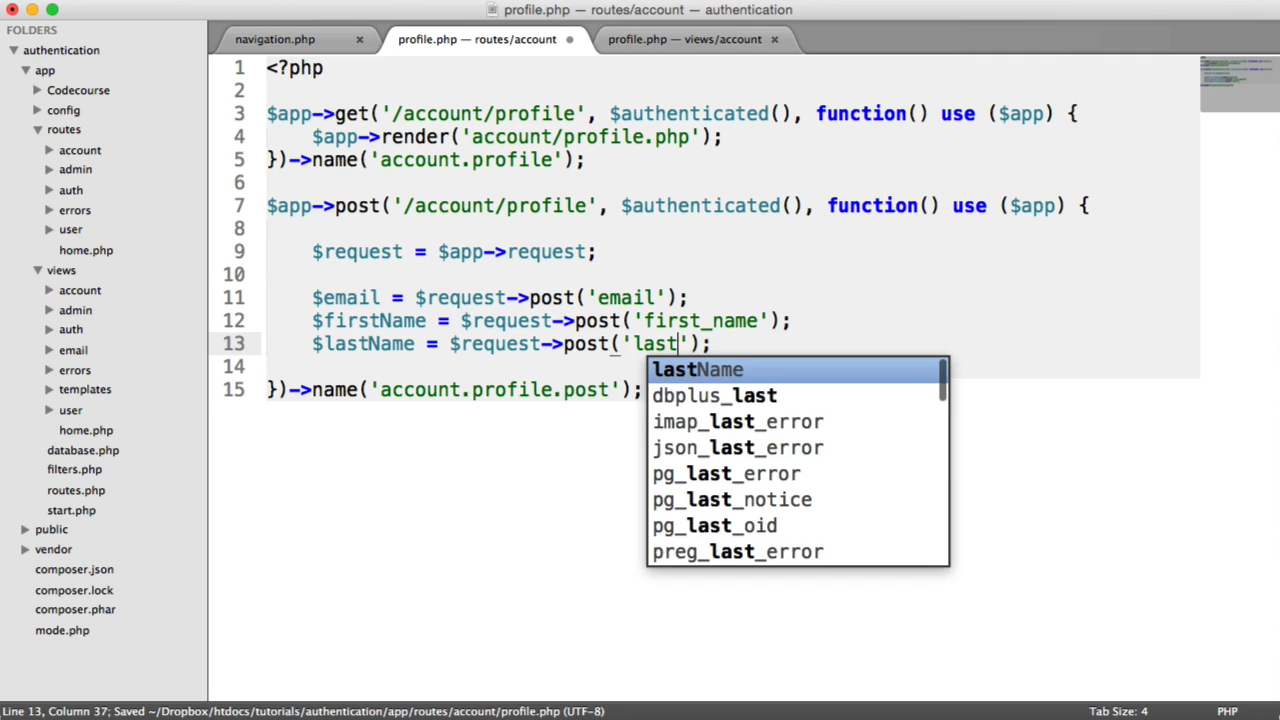 profile.php — routes/account — authentication
FOLDERS
authentication
app
Codecourse
config
routes
account
admin
auth
errors
user
home.php
views
account
admin
auth
email
errors
templates
user
home.php
database.php
filters.php
routes.php
start.php
public
vendor
composer.json
composer.lock
composer.phar
mode.php
navigation.php
profile.php — routes/account
profile.php — views/account
1 <?php
2
3 $app->get('/account/profile', $authenticated(), function() use ($app) {
4     $app->render('account/profile.php');
5 })->name('account.profile');
6
7 $app->post('/account/profile', $authenticated(), function() use ($app) {
8
9     $request = $app->request;
10
11     $email = $request->post('email');
12     $firstName = $request->post('first_name');
13     $lastName = $request->post('last');
14
15 })->name('account.profile.post');
lastName
dbplus_last
imap_last_error
json_last_error
pg_last_error
pg_last_notice
pg_last_oid
preg_last_error
Line 13, Column 37; Saved ~/Dropbox/htdocs/tutorials/authentication/app/routes/account/profile.php (UTF-8)
Tab Size: 4
PHP